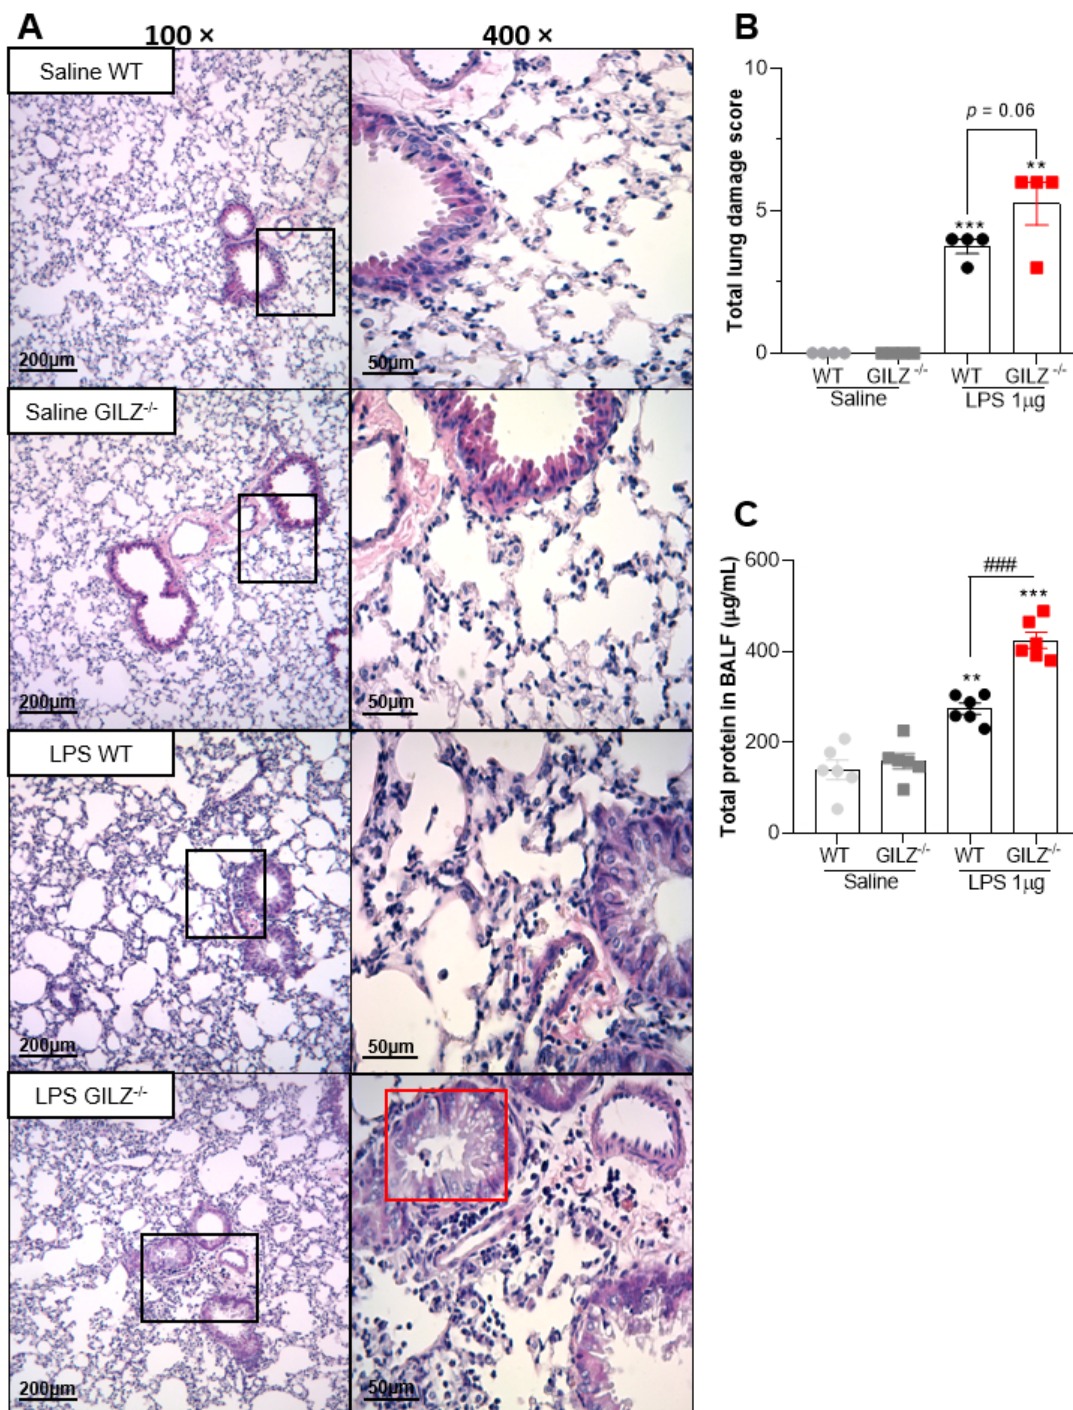 A
100 ×
400 ×
Saline WT
200µm
50µm
Saline GILZ-/-
200µm
50µm
LPS WT
200µm
50µm
LPS GILZ-/-
200µm
50µm
B
Total lung damage score
10
5
0
p = 0.06
***
**
WT GILZ-/- WT GILZ-/-
Saline LPS 1µg
C
Total protein in BALF (µg/mL)
600
400
200
0
###
**
***
WT GILZ-/- WT GILZ-/-
Saline LPS 1µg